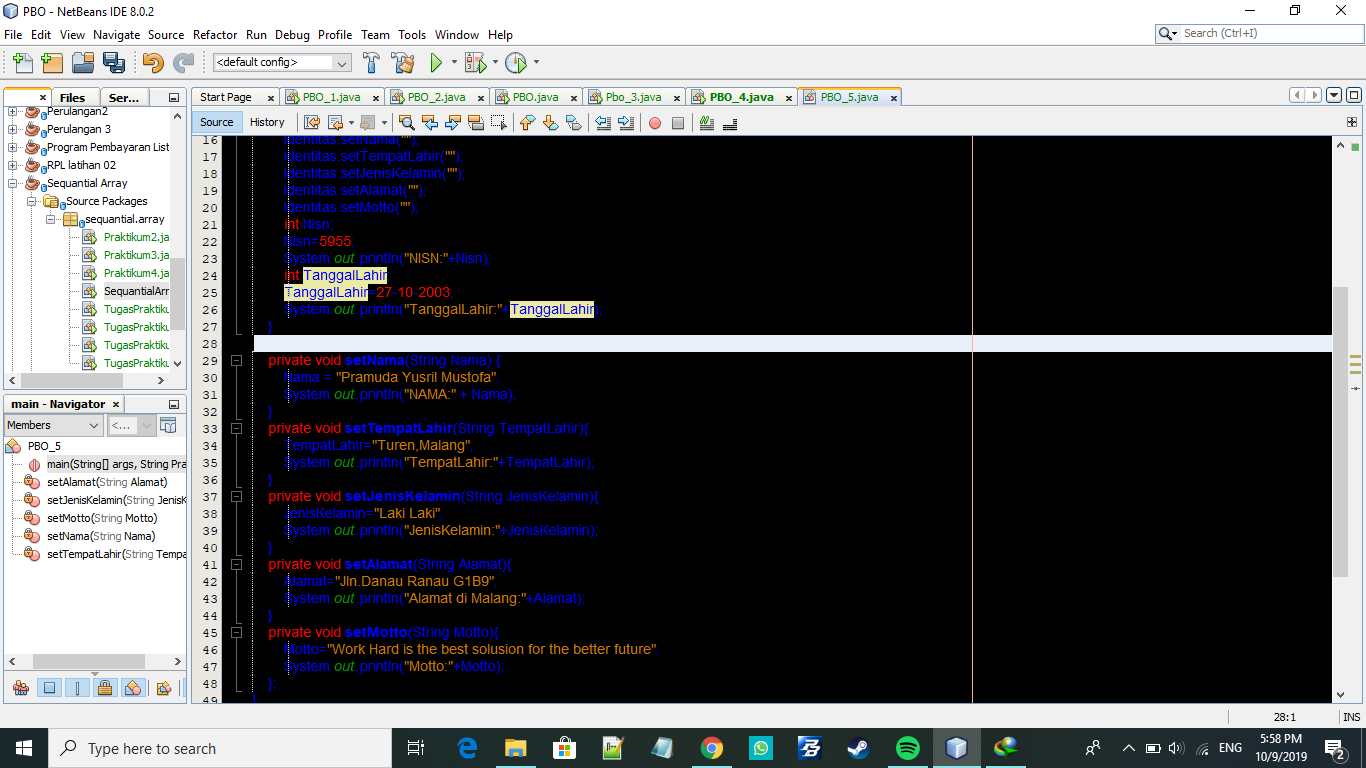 PBO - NetBeans IDE 8.0.2
File Edit View Navigate Source Refactor Run Debug Profile Team Tools Window Help
Search (Ctrl+I)
<default config>
Files Ser...
Start Page PBO_1.java PBO_2.java PBO.java Pbo_3.java PBO_4.java PBO_5.java
Source History
Perulangan2
Perulangan 3
Program Pembayaran List
RPL latihan 02
Sequantial Array
Source Packages
sequantial.array
Praktikum2.ja
Praktikum3.ja
Praktikum4.ja
SequantialArr
TugasPraktiku
TugasPraktiku
TugasPraktiku
TugasPraktiku
main - Navigator
Members <...
PBO_5
main(String[] args, String Pra
setAlamat(String Alamat)
setJenisKelamin(String JenisK
setMotto(String Motto)
setNama(String Nama)
setTempatLahir(String Tempa
16 Identitas.setNama("");
17 Identitas.setTempatLahir("");
18 Identitas.setJenisKelamin("");
19 Identitas.setAlamat("");
20 Identitas.setMotto("");
21 int Nisn;
22 Nisn=5955;
23 System.out.println("NISN:"+Nisn);
24 int TanggalLahir;
25 TanggalLahir=27-10-2003;
26 System.out.println("TanggalLahir:"+TanggalLahir);
27 }
28
29 private void setNama(String Nama) {
30 Nama = "Pramuda Yusril Mustofa";
31 System.out.println("NAMA:" + Nama);
32 }
33 private void setTempatLahir(String TempatLahir){
34 TempatLahir="Turen,Malang";
35 System.out.println("TempatLahir:"+TempatLahir);
36 }
37 private void setJenisKelamin(String JenisKelamin){
38 JenisKelamin="Laki Laki";
39 System.out.println("JenisKelamin:"+JenisKelamin);
40 }
41 private void setAlamat(String Alamat){
42 Alamat="Jln.Danau Ranau G1B9";
43 System.out.println("Alamat di Malang:"+Alamat);
44 }
45 private void setMotto(String Motto){
46 Motto="Work Hard is the best solusion for the better future";
47 System.out.println("Motto:"+Motto);
48 };
49 }
28:1 INS
Type here to search
ENG
5:58 PM
10/9/2019
2